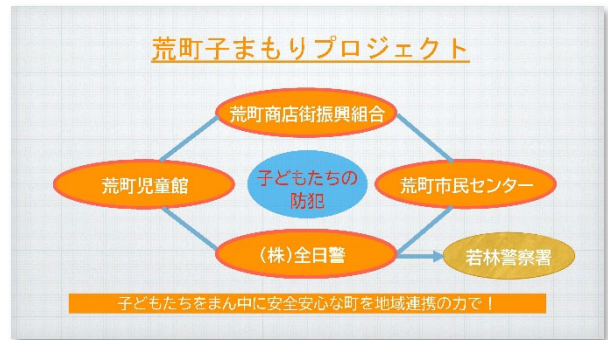 荒町子まもりプロジェクト
荒町商店街振興組合
荒町児童館
子どもたちの
防犯
荒町市民センター
(株)全日警
若林警察署
子どもたちをまん中に安全安心な町を地域連携の力で!